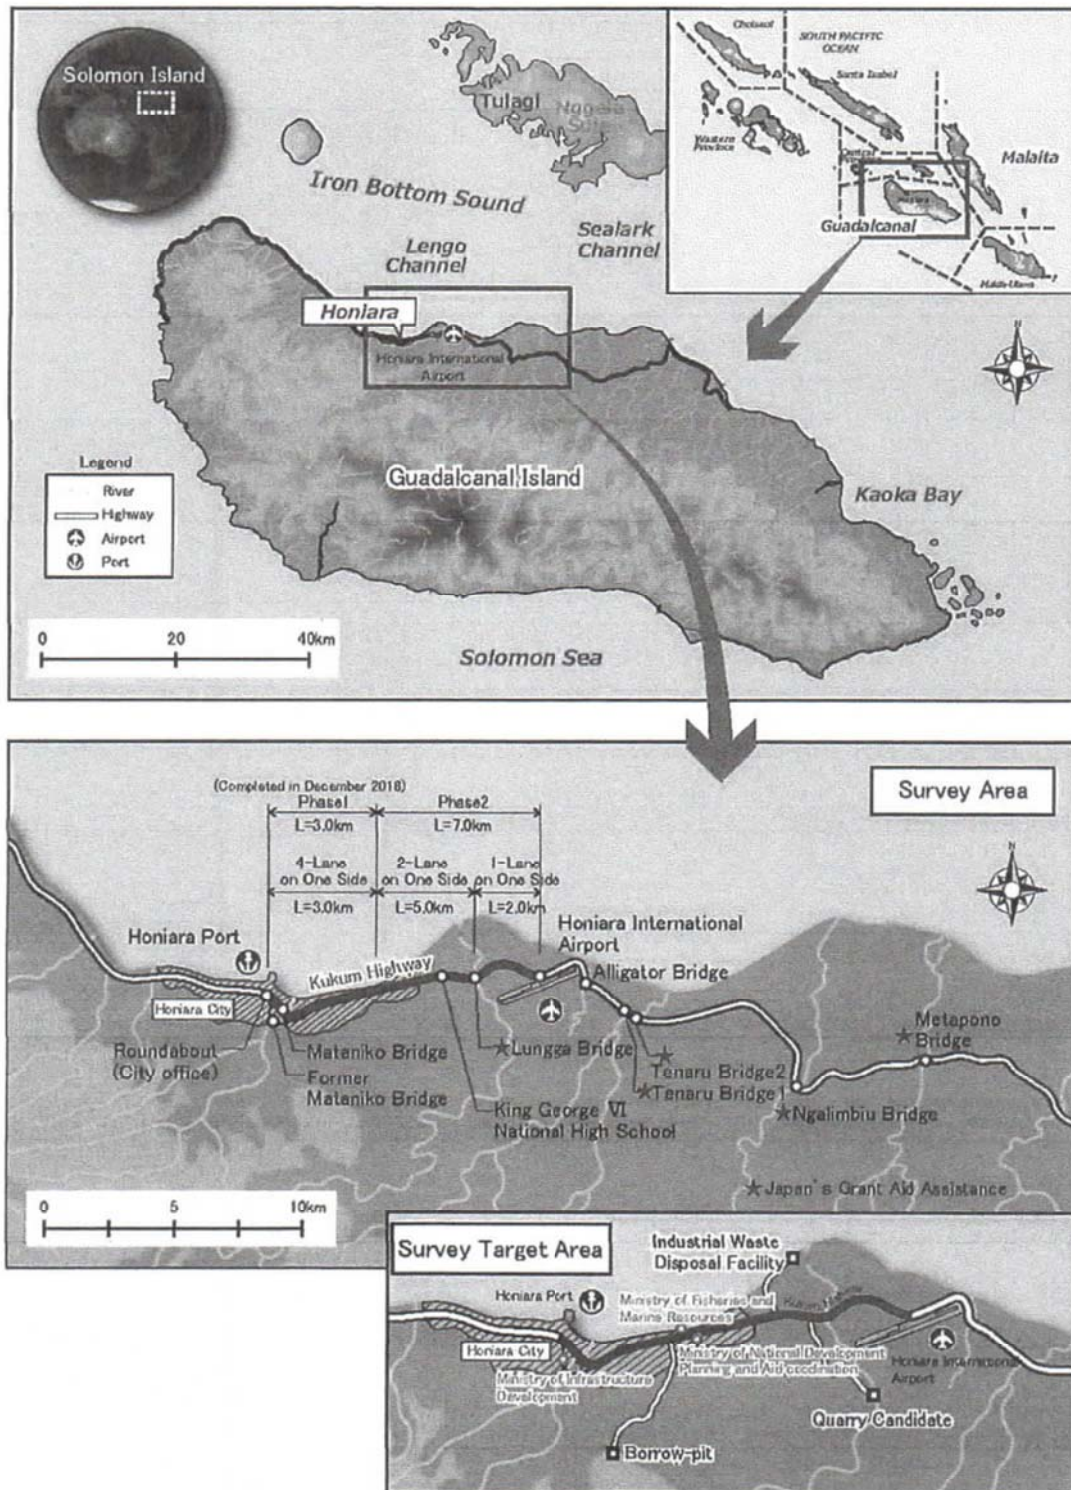 Solomon Island
Tulagi
Iron Bottom Sound
Lengo
Channel
Sealark
Channel
Honiara
Honiara International
Airport
Guadalcanal Island
Kaoka Bay
Solomon Sea
Legend
River
Highway
Airport
Port
0 20 40km
N
Choiseul
SOUTH PACIFIC
OCEAN
Santa Isabel
Western
Province
Central
Malaita
Guadalcanal
N
Survey Area
(Completed in December 2018)
Phase1 Phase2
L=3.0km L=7.0km
4-Lane 2-Lane 1-Lane
on One Side on One Side on One Side
L=3.0km L=5.0km L=2.0km
Honiara Port
Kukum Highway
Honiara International
Airport
Alligator Bridge
Honiara City
Roundabout
(City office)
Mataniko Bridge
Former
Mataniko Bridge
★Lungga Bridge
King George VI
National High School
★
Tenaru Bridge2
★Tenaru Bridge1
★Ngalimbiu Bridge
Metapono
★Bridge
★Japan's Grant Aid Assistance
0 5 10km
N
Survey Target Area
Industrial Waste
Disposal Facility
Honiara Port
Ministry of Fisheries and
Marine Resources
Kukum Highway
Honiara City
Ministry of Infrastructure
Development
Ministry of National Development
Planning and Aid
Honiara International
Airport
Quarry Candidate
Borrow-pit